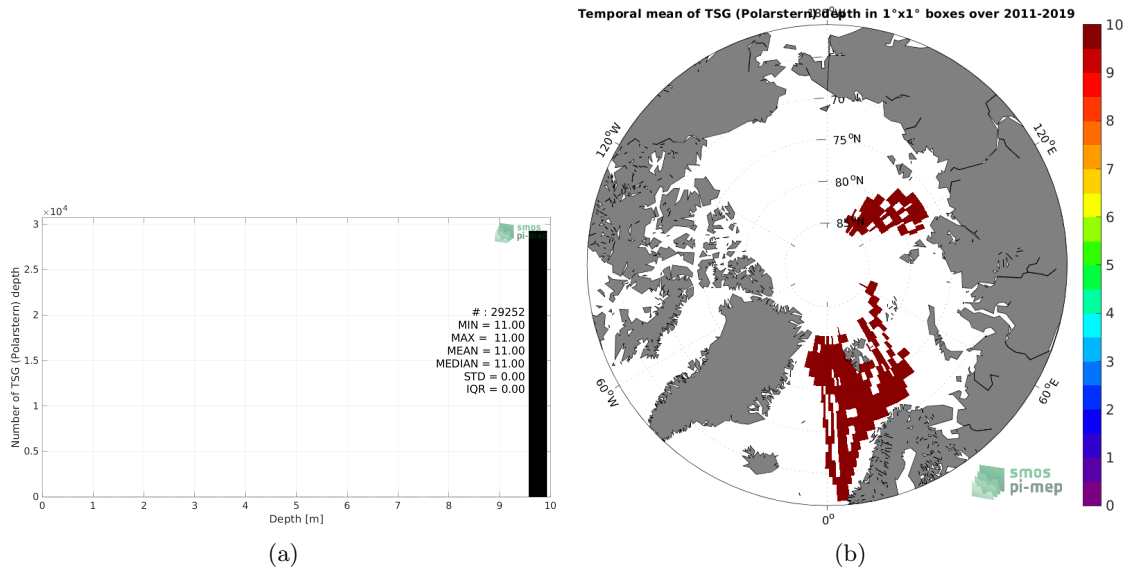 ×10⁴
3
2.5
2
1.5
1
0.5
0
Number of TSG (Polarstern) depth
smos
pi-mep
# : 29252
MIN = 11.00
MAX = 11.00
MEAN = 11.00
MEDIAN = 11.00
STD = 0.00
IQR = 0.00
0 1 2 3 4 5 6 7 8 9 10
Depth [m]
(a)
Temporal mean of TSG (Polarstern) depth in 1°x1° boxes over 2011-2019
180°W
120°W
120°E
60°W
60°E
0°
70
75°N
80°N
85°N
smos
pi-mep
10
9
8
7
6
5
4
3
2
1
0
(b)